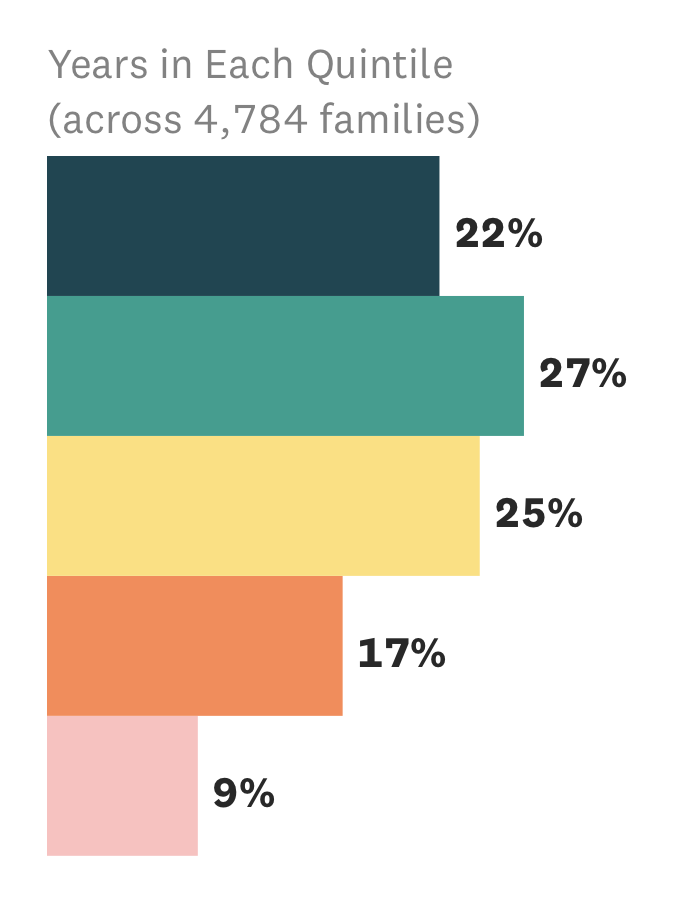 Years in Each Quintile
(across 4,784 families)
22%
27%
25%
17%
9%